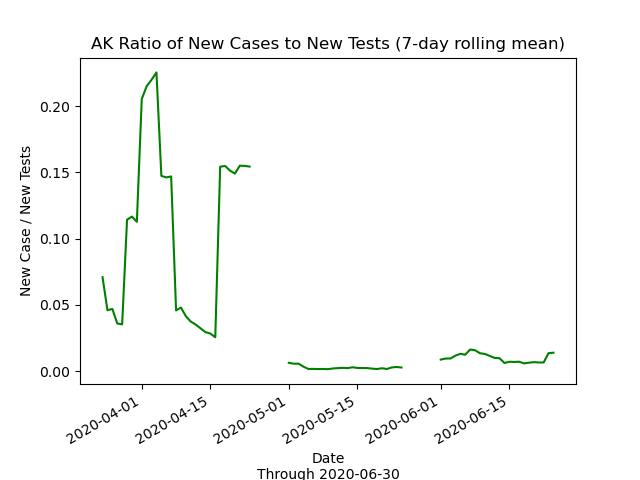 AK Ratio of New Cases to New Tests (7-day rolling mean)
New Case / New Tests
0.20
0.15
0.10
0.05
0.00
2020-04-01
2020-04-15
2020-05-01
2020-05-15
2020-06-01
2020-06-15
Date
Through 2020-06-30